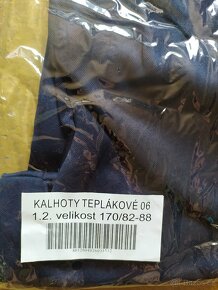 KALHOTY TEPLÁKOVÉ 06
1.2. velikost 170/82-88